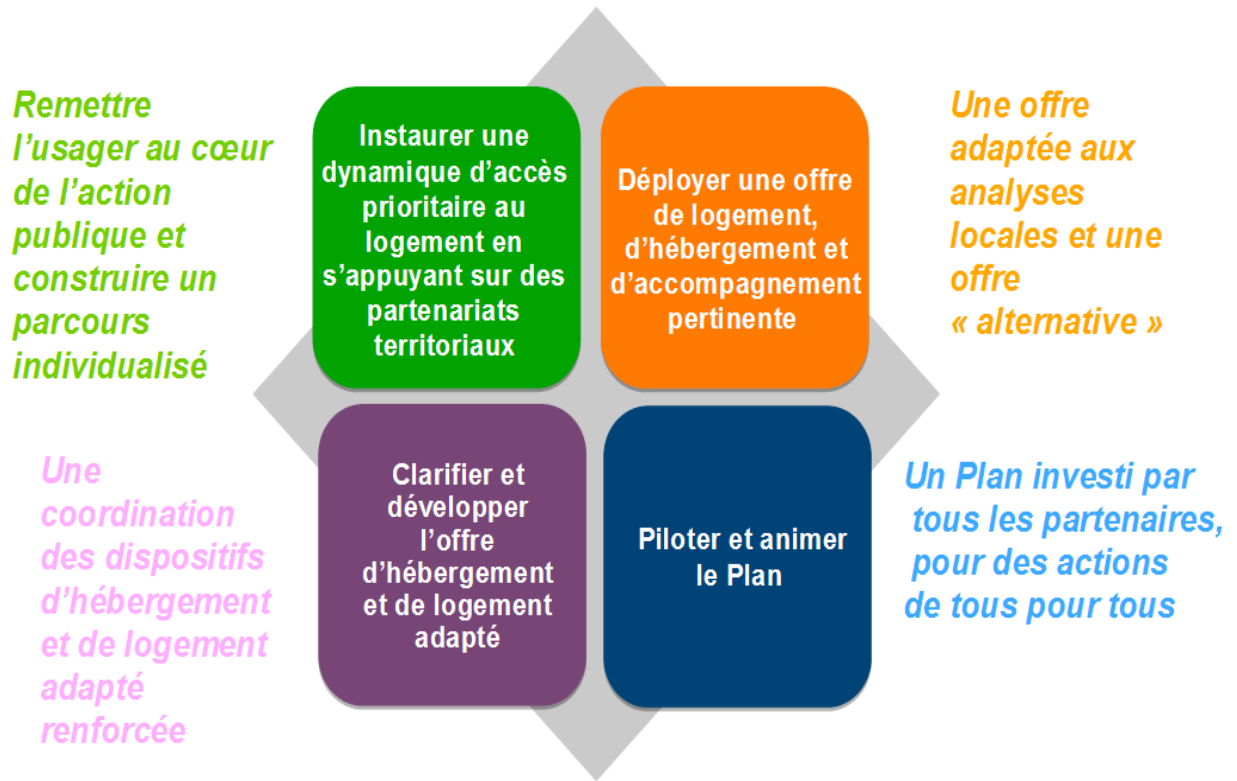 Remettre
l’usager au cœur
de l’action
publique et
construire un
parcours
individualisé
Instaurer une
dynamique d’accès
prioritaire au
logement en
s’appuyant sur des
partenariats
territoriaux
Déployer une offre
de logement,
d’hébergement et
d’accompagnement
pertinente
Une offre
adaptée aux
analyses
locales et une
offre
« alternative »
Une
coordination
des dispositifs
d’hébergement
et de logement
adapté
renforcée
Clarifier et
développer
l’offre
d’hébergement
et de logement
adapté
Piloter et animer
le Plan
Un Plan investi par
tous les partenaires,
pour des actions
de tous pour tous